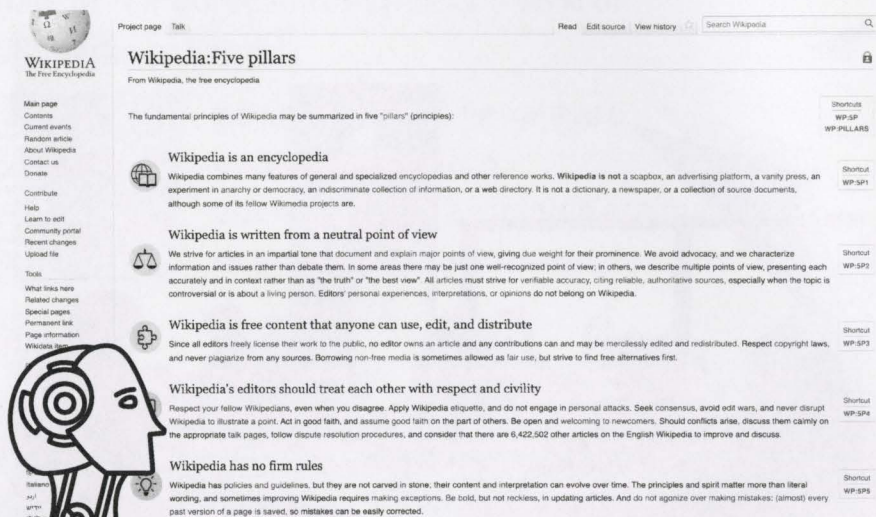 Project page Talk Read Edit source View history Search Wikipedia
WIKIPEDIA
The Free Encyclopedia
Main page
Contents
Current events
Random article
About Wikipedia
Contact us
Donate
Contribute
Help
Learn to edit
Community portal
Recent changes
Upload file
Tools
What links here
Related changes
Special pages
Permanent link
Page information
Wikidata item
Italiano
Wikipedia:Five pillars
From Wikipedia, the free encyclopedia
The fundamental principles of Wikipedia may be summarized in five "pillars" (principles):
Shortcuts
WP:5P
WP:PILLARS
Wikipedia is an encyclopedia
Wikipedia combines many features of general and specialized encyclopedias and other reference works. Wikipedia is not a soapbox, an advertising platform, a vanity press, an
experiment in anarchy or democracy, an indiscriminate collection of information, or a web directory. It is not a dictionary, a newspaper, or a collection of source documents,
although some of its fellow Wikimedia projects are.
Shortcut
WP:5P1
Wikipedia is written from a neutral point of view
We strive for articles in an impartial tone that document and explain major points of view, giving due weight for their prominence. We avoid advocacy, and we characterize
information and issues rather than debate them. In some areas there may be just one well-recognized point of view; in others, we describe multiple points of view, presenting each
accurately and in context rather than as "the truth" or "the best view". All articles must strive for verifiable accuracy, citing reliable, authoritative sources, especially when the topic is
controversial or is about a living person. Editors' personal experiences, interpretations, or opinions do not belong on Wikipedia.
Shortcut
WP:5P2
Wikipedia is free content that anyone can use, edit, and distribute
Since all editors freely license their work to the public, no editor owns an article and any contributions can and may be mercilessly edited and redistributed. Respect copyright laws,
and never plagiarize from any sources. Borrowing non-free media is sometimes allowed as fair use, but strive to find free alternatives first.
Shortcut
WP:5P3
Wikipedia's editors should treat each other with respect and civility
Respect your fellow Wikipedians, even when you disagree. Apply Wikipedia etiquette, and do not engage in personal attacks. Seek consensus, avoid edit wars, and never disrupt
Wikipedia to illustrate a point. Act in good faith, and assume good faith on the part of others. Be open and welcoming to newcomers. Should conflicts arise, discuss them calmly on
the appropriate talk pages, follow dispute resolution procedures, and consider that there are 6,422,502 other articles on the English Wikipedia to improve and discuss.
Shortcut
WP:5P4
Wikipedia has no firm rules
Wikipedia has policies and guidelines, but they are not carved in stone; their content and interpretation can evolve over time. The principles and spirit matter more than literal
wording, and sometimes improving Wikipedia requires making exceptions. Be bold, but not reckless, in updating articles. And do not agonize over making mistakes: (almost) every
past version of a page is saved, so mistakes can be easily corrected.
Shortcut
WP:5P5